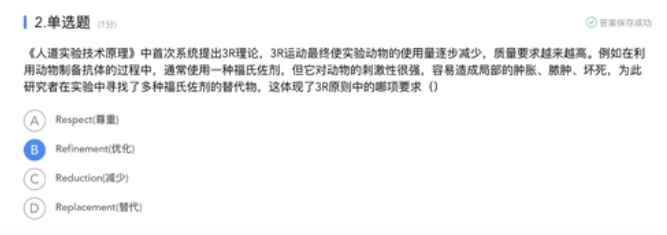 2.单选题 (1分) 答案保存成功
《人道实验技术原理》中首次系统提出3R理论，3R运动最终使实验动物的使用量逐步减少，质量要求越来越高。例如在利
用动物制备抗体的过程中，通常使用一种福氏佐剂，但它对动物的刺激性很强，容易造成局部的肿胀、脓肿、坏死，为此
研究者在实验中寻找了多种福氏佐剂的替代物，这体现了3R原则中的哪项要求（）
A Respect(尊重)
B Refinement(优化)
C Reduction(减少)
D Replacement(替代)